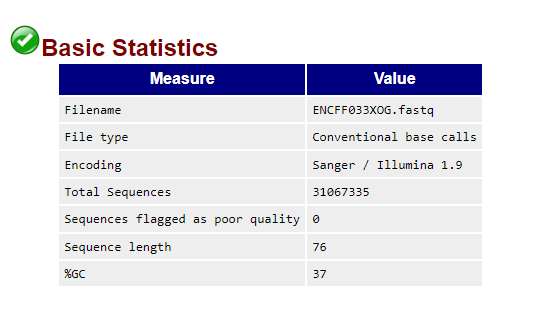 Basic Statistics
Measure Value
Filename ENCFF033XOG.fastq
File type Conventional base calls
Encoding Sanger / Illumina 1.9
Total Sequences 31067335
Sequences flagged as poor quality 0
Sequence length 76
%GC 37